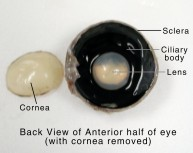 Sclera
Ciliary
body
Lens
Cornea
Back View of Anterior half of eye
(with cornea removed)